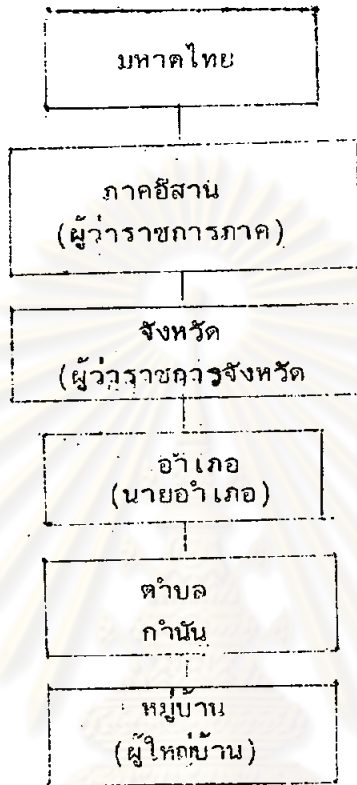 มหาดไทย
ภาคอีสาน
(ผู้ว่าราชการภาค)
จังหวัด
(ผู้ว่าราชการจังหวัด
อำเภอ
(นายอำเภอ)
ตำบล
กำนัน
หมู่บ้าน
(ผู้ใหญ่บ้าน)